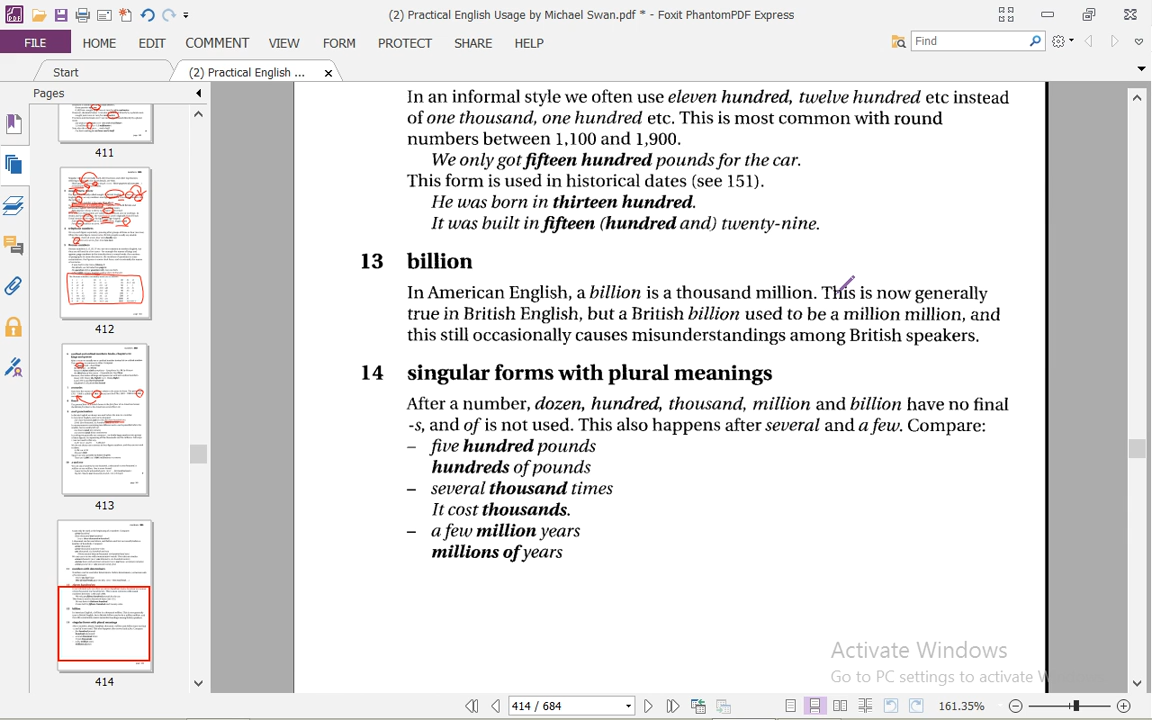 (2) Practical English Usage by Michael Swan.pdf * - Foxit PhantomPDF Express
FILE HOME EDIT COMMENT VIEW FORM PROTECT SHARE HELP
Find
Start
(2) Practical English ...
Pages
411
412
413
414
In an informal style we often use eleven hundred, twelve hundred etc instead
of one thousand, one hundred etc. This is most common with round
numbers between 1,100 and 1,900.
We only got fifteen hundred pounds for the car.
This form is used in historical dates (see 151).
He was born in thirteen hundred.
It was built in fifteen (hundred and) twenty-nine.
13 billion
In American English, a billion is a thousand million. This is now generally
true in British English, but a British billion used to be a million million, and
this still occasionally causes misunderstandings among British speakers.
14 singular forms with plural meanings
After a number, dozen, hundred, thousand, million and billion have no final
-s, and of is not used. This also happens after several and a few. Compare:
– five hundred pounds
hundreds of pounds
– several thousand times
It cost thousands.
– a few million years
millions of years
Activate Windows
Go to PC settings to activate W
414 / 684
161.35%